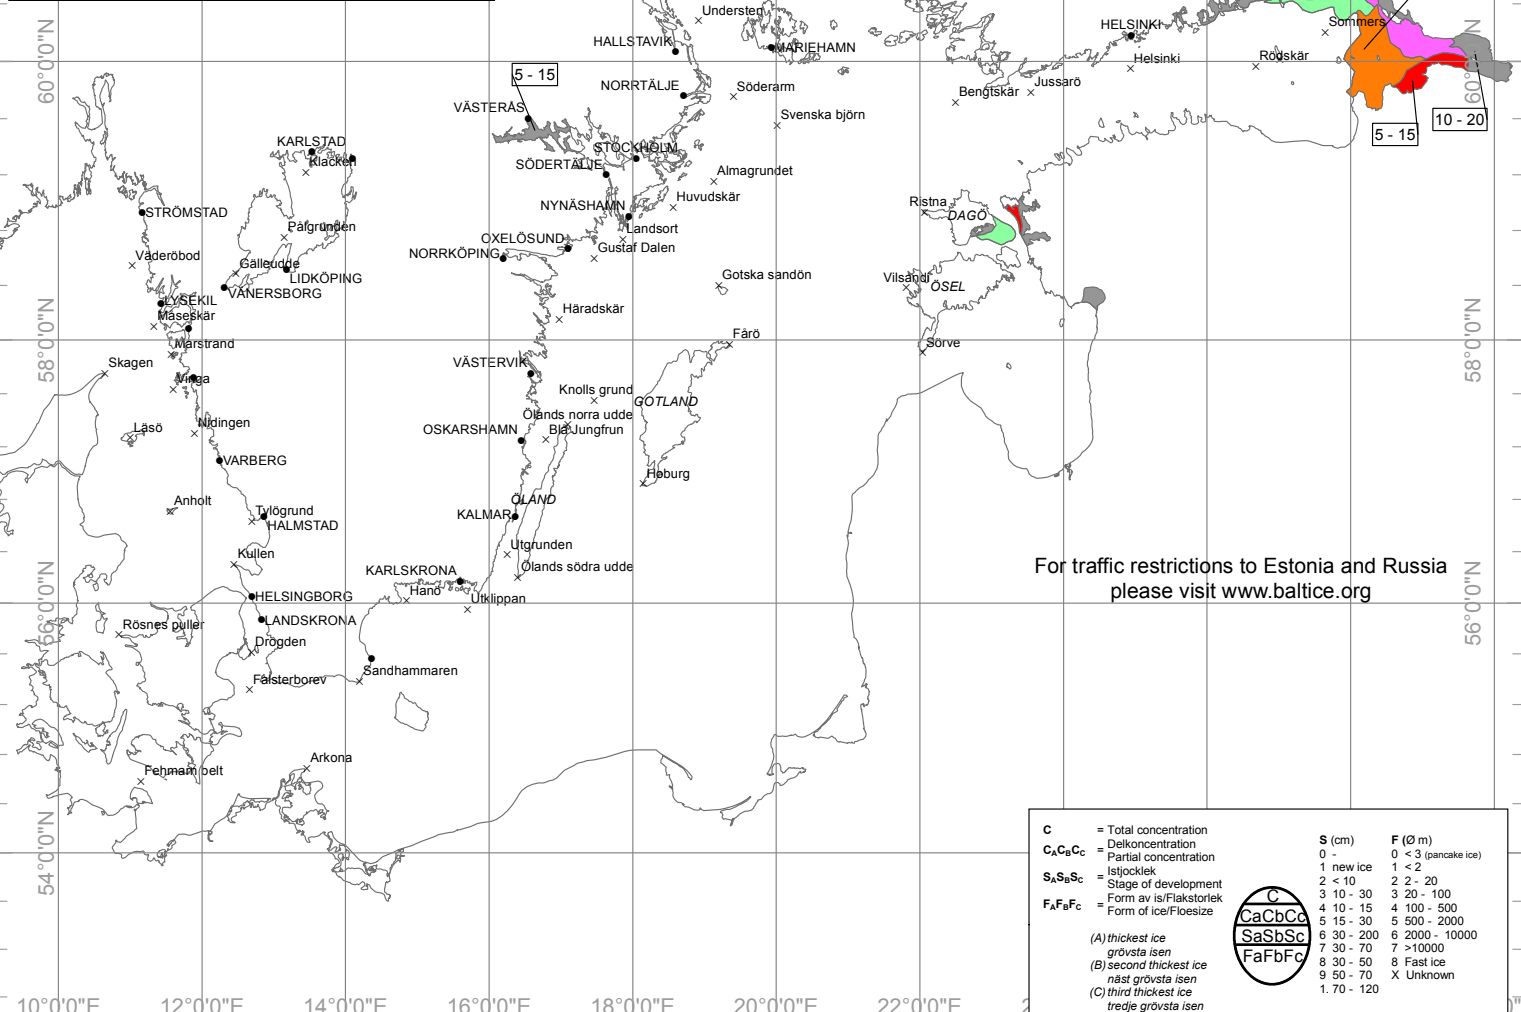 Understen
HALLSTAVIK
MARIEHAMN
HELSINKI
Sommers
Helsinki
Rödskär
60°0'0"N
5 - 15
NORRTÄLJE
Söderarm
Bengtskär
Jussarö
VÄSTERÅS
Svenska björn
10 - 20
5 - 15
KARLSTAD
Klacken
STOCKHOLM
SÖDERTÄLJE
Almagrundet
Huvudskär
NYNÄSHAMN
Ristna
DAGÖ
STRÖMSTAD
Pålgrunden
Landsort
OXELÖSUND
Gustaf Dalen
NORRKÖPING
Väderöbod
Gälleudde
LIDKÖPING
VÄNERSBORG
Gotska sandön
Vilsandi
ÖSEL
LYSEKIL
Måseskär
Häradskär
Marstrand
Fårö
Sörve
58°0'0"N
58°0'0"N
Skagen
Vinga
VÄSTERVIK
Knolls grund
GOTLAND
Ölands norra udde
Läsö
Nidingen
OSKARSHAMN
Blå Jungfrun
VARBERG
Hoburg
Anholt
Tylögrund
HALMSTAD
ÖLAND
KALMAR
Kullen
Utgrunden
Ölands södra udde
KARLSKRONA
Hanö
Utklippan
HELSINGBORG
LANDSKRONA
For traffic restrictions to Estonia and Russia
please visit www.baltice.org
56°0'0"N
56°0'0"N
Rösnes puller
Drogden
Sandhammaren
Falsterborev
Arkona
Fehmarn belt
54°0'0"N
C = Total concentration
CACBCC = Delkoncentration
Partial concentration
SASBSC = Istjocklek
Stage of development
FAFBFC = Form av is/Flakstorlek
Form of ice/Floesize
(A) thickest ice
grövsta isen
(B) second thickest ice
näst grövsta isen
(C) third thickest ice
tredje grövsta isen
C
CaCbCc
SaSbSc
FaFbFc
S (cm) F (Ø m)
0 - 0 < 3 (pancake ice)
1 new ice 1 < 2
2 < 10 2 2 - 20
3 10 - 30 3 20 - 100
4 10 - 15 4 100 - 500
5 15 - 30 5 500 - 2000
6 30 - 200 6 2000 - 10000
7 30 - 70 7 >10000
8 30 - 50 8 Fast ice
9 50 - 70 X Unknown
1. 70 - 120
10°0'0"E 12°0'0"E 14°0'0"E 16°0'0"E 18°0'0"E 20°0'0"E 22°0'0"E